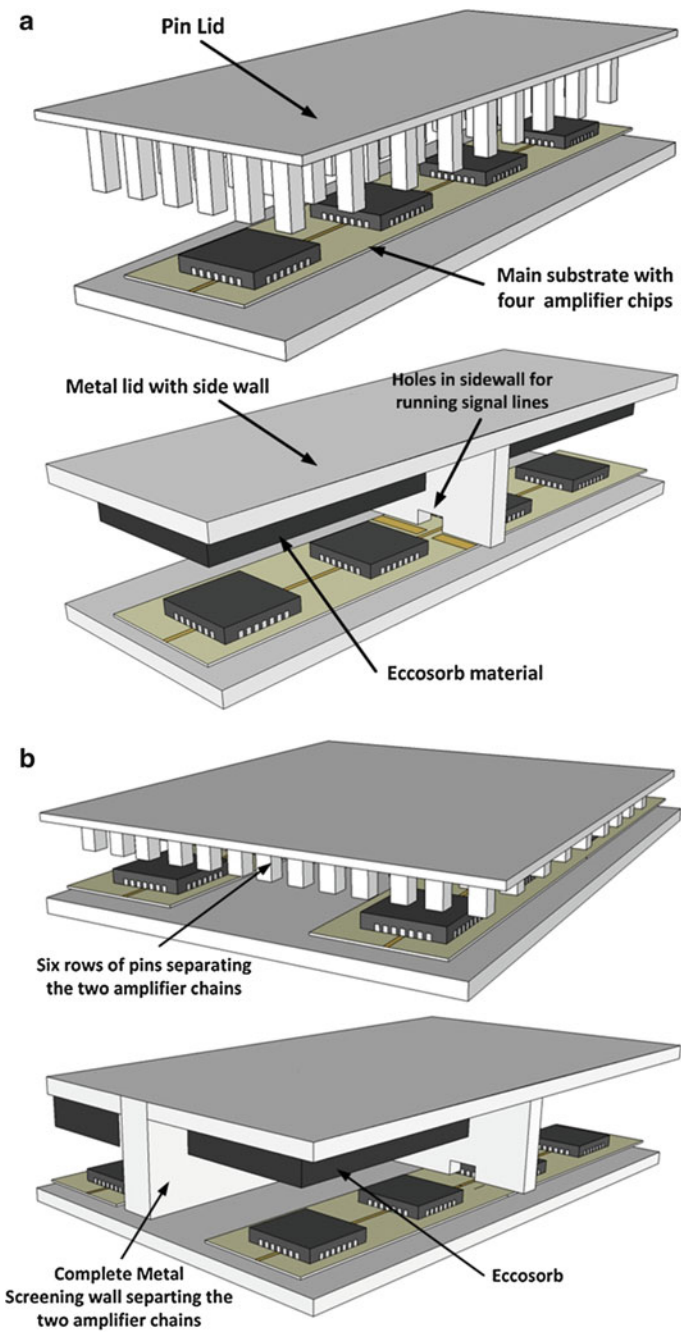 a
Pin Lid
Main substrate with
four amplifier chips
Metal lid with side wall
Holes in sidewall for
running signal lines
Eccosorb material
b
Six rows of pins separating
the two amplifier chains
Complete Metal
Screening wall separting the
two amplifier chains
Eccosorb